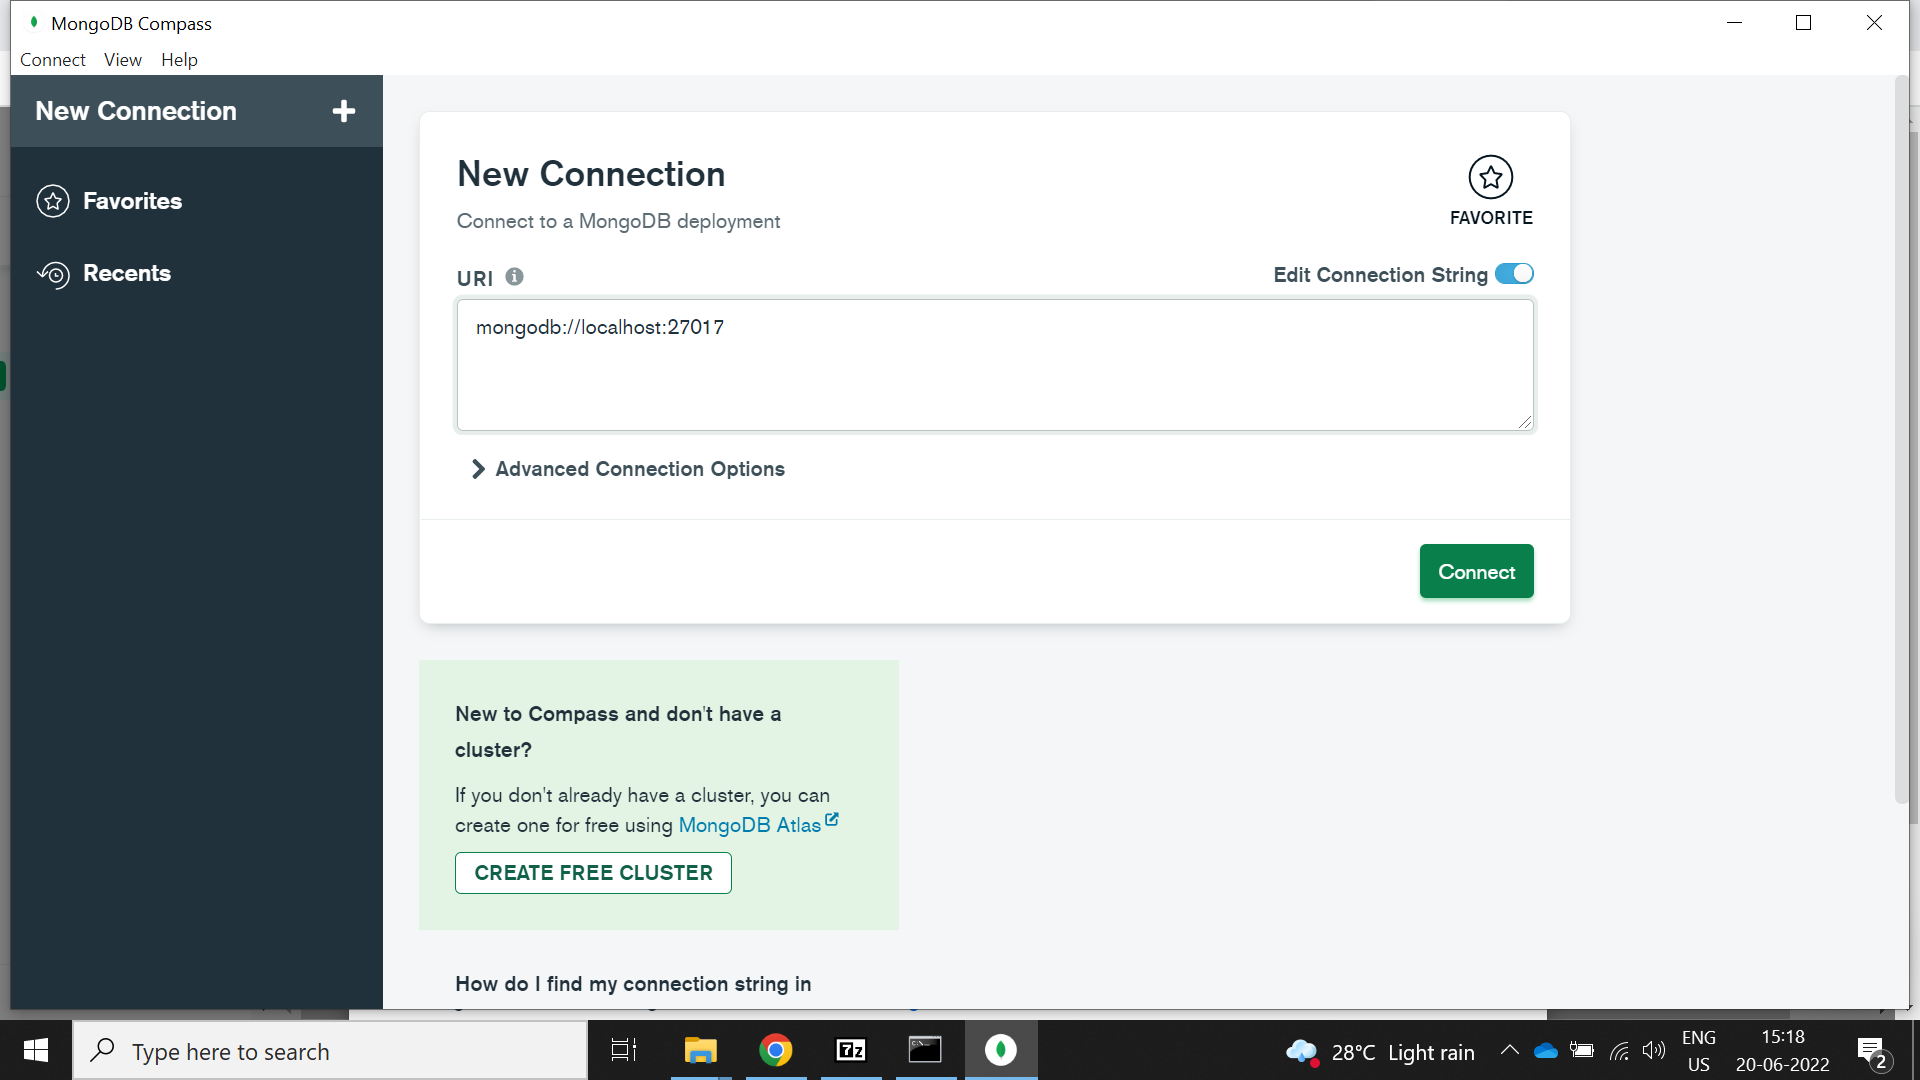 MongoDB Compass
Connect View Help
New Connection
Favorites
Recents
New Connection
Connect to a MongoDB deployment
FAVORITE
URI
Edit Connection String
mongodb://localhost:27017
Advanced Connection Options
Connect
New to Compass and don't have a
cluster?
If you don't already have a cluster, you can
create one for free using MongoDB Atlas
CREATE FREE CLUSTER
How do I find my connection string in
Type here to search
7z
C:\_
28°C Light rain
ENG
US
15:18
20-06-2022
2